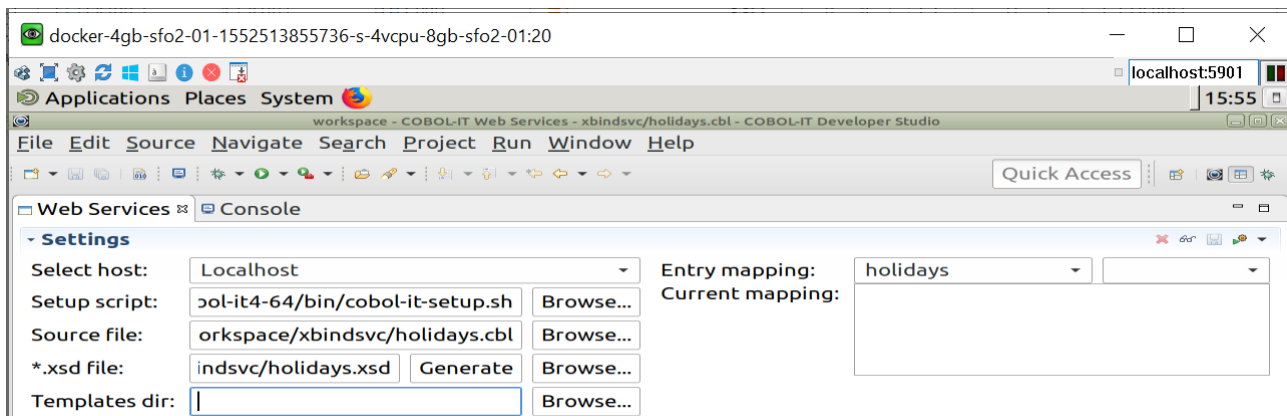 docker-4gb-sfo2-01-1552513855736-s-4vcpu-8gb-sfo2-01:20
localhost:5901
Applications Places System 15:55
workspace - COBOL-IT Web Services - xbindsvc/holidays.cbl - COBOL-IT Developer Studio
File Edit Source Navigate Search Project Run Window Help
Quick Access
Web Services Console
Settings
Select host: Localhost Entry mapping: holidays
Setup script: ool-it4-64/bin/cobol-it-setup.sh Browse... Current mapping:
Source file: orkspace/xbindsvc/holidays.cbl Browse...
*.xsd file: indsvc/holidays.xsd Generate Browse...
Templates dir: Browse...